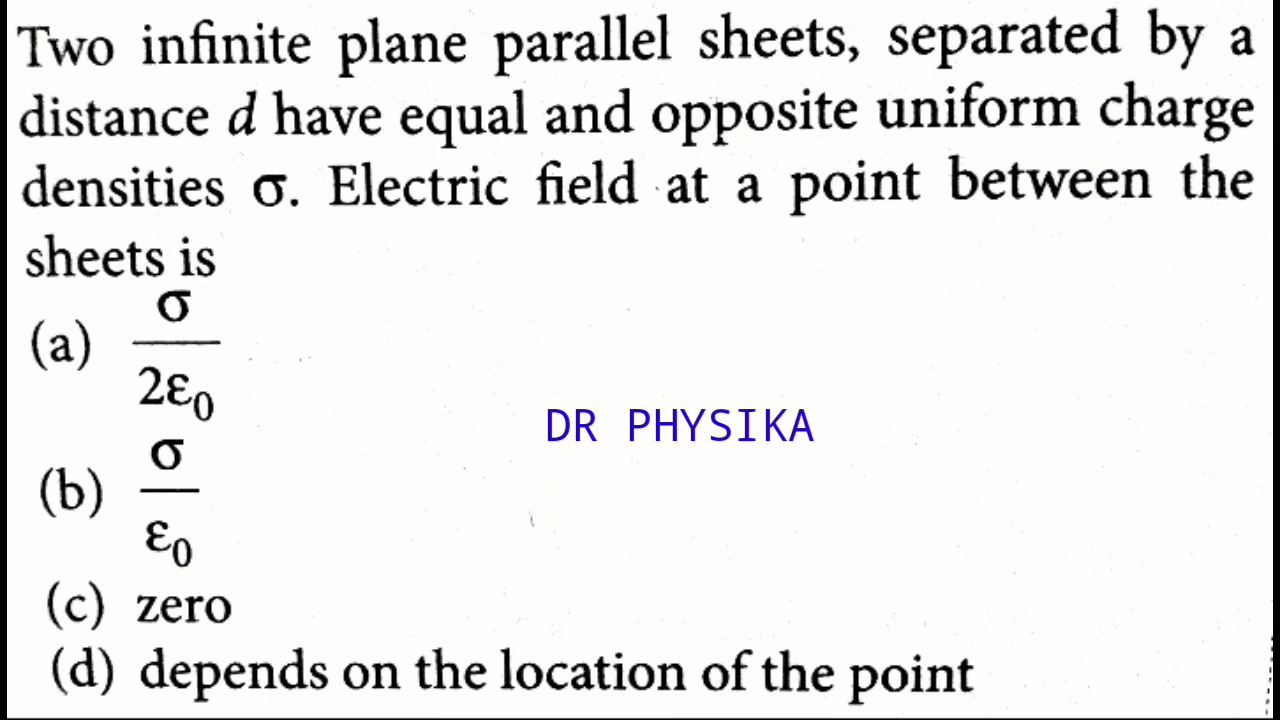 Two infinite plane parallel sheets, separated by a
distance d have equal and opposite uniform charge
densities σ. Electric field at a point between the
sheets is
(a) σ/2ε₀
(b) σ/ε₀
DR PHYSIKA
(c) zero
(d) depends on the location of the point